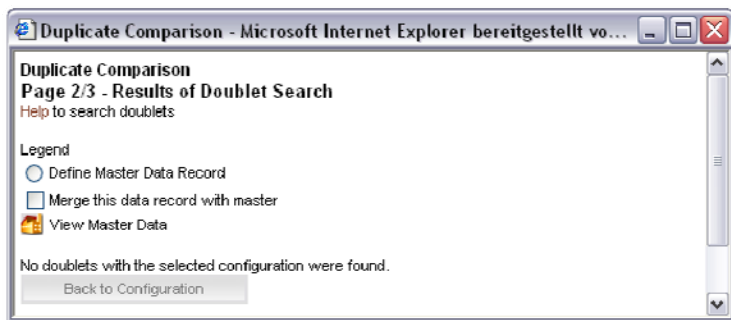 Duplicate Comparison - Microsoft Internet Explorer bereitgestellt vo...
Duplicate Comparison
Page 2/3 - Results of Doublet Search
Help to search doublets
Legend
Define Master Data Record
Merge this data record with master
View Master Data
No doublets with the selected configuration were found.
Back to Configuration